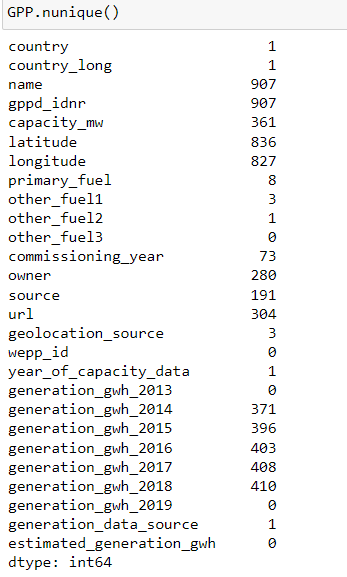 GPP.nunique()
country 1
country_long 1
name 907
gppd_idnr 907
capacity_mw 361
latitude 836
longitude 827
primary_fuel 8
other_fuel1 3
other_fuel2 1
other_fuel3 0
commissioning_year 73
owner 280
source 191
url 304
geolocation_source 3
wepp_id 0
year_of_capacity_data 1
generation_gwh_2013 0
generation_gwh_2014 371
generation_gwh_2015 396
generation_gwh_2016 403
generation_gwh_2017 408
generation_gwh_2018 410
generation_gwh_2019 0
generation_data_source 1
estimated_generation_gwh 0
dtype: int64